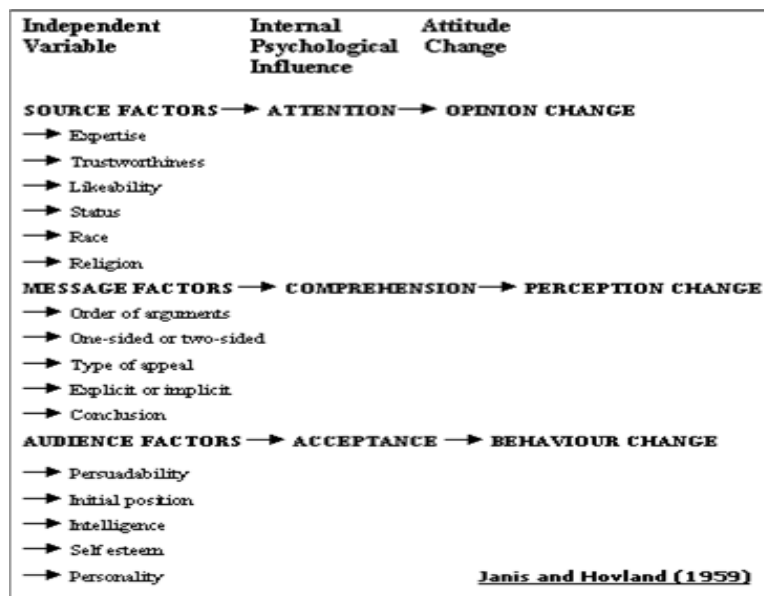 Independent Variable
Internal Psychological Influence
Attitude Change
SOURCE FACTORS → ATTENTION → OPINION CHANGE
→ Expertise
→ Trustworthiness
→ Likeability
→ Status
→ Race
→ Religion
MESSAGE FACTORS → COMPREHENSION → PERCEPTION CHANGE
→ Order of arguments
→ One-sided or two-sided
→ Type of appeal
→ Explicit or implicit
→ Conclusion
AUDIENCE FACTORS → ACCEPTANCE → BEHAVIOUR CHANGE
→ Persuadability
→ Initial position
→ Intelligence
→ Self esteem
→ Personality
Janis and Hovland (1959)